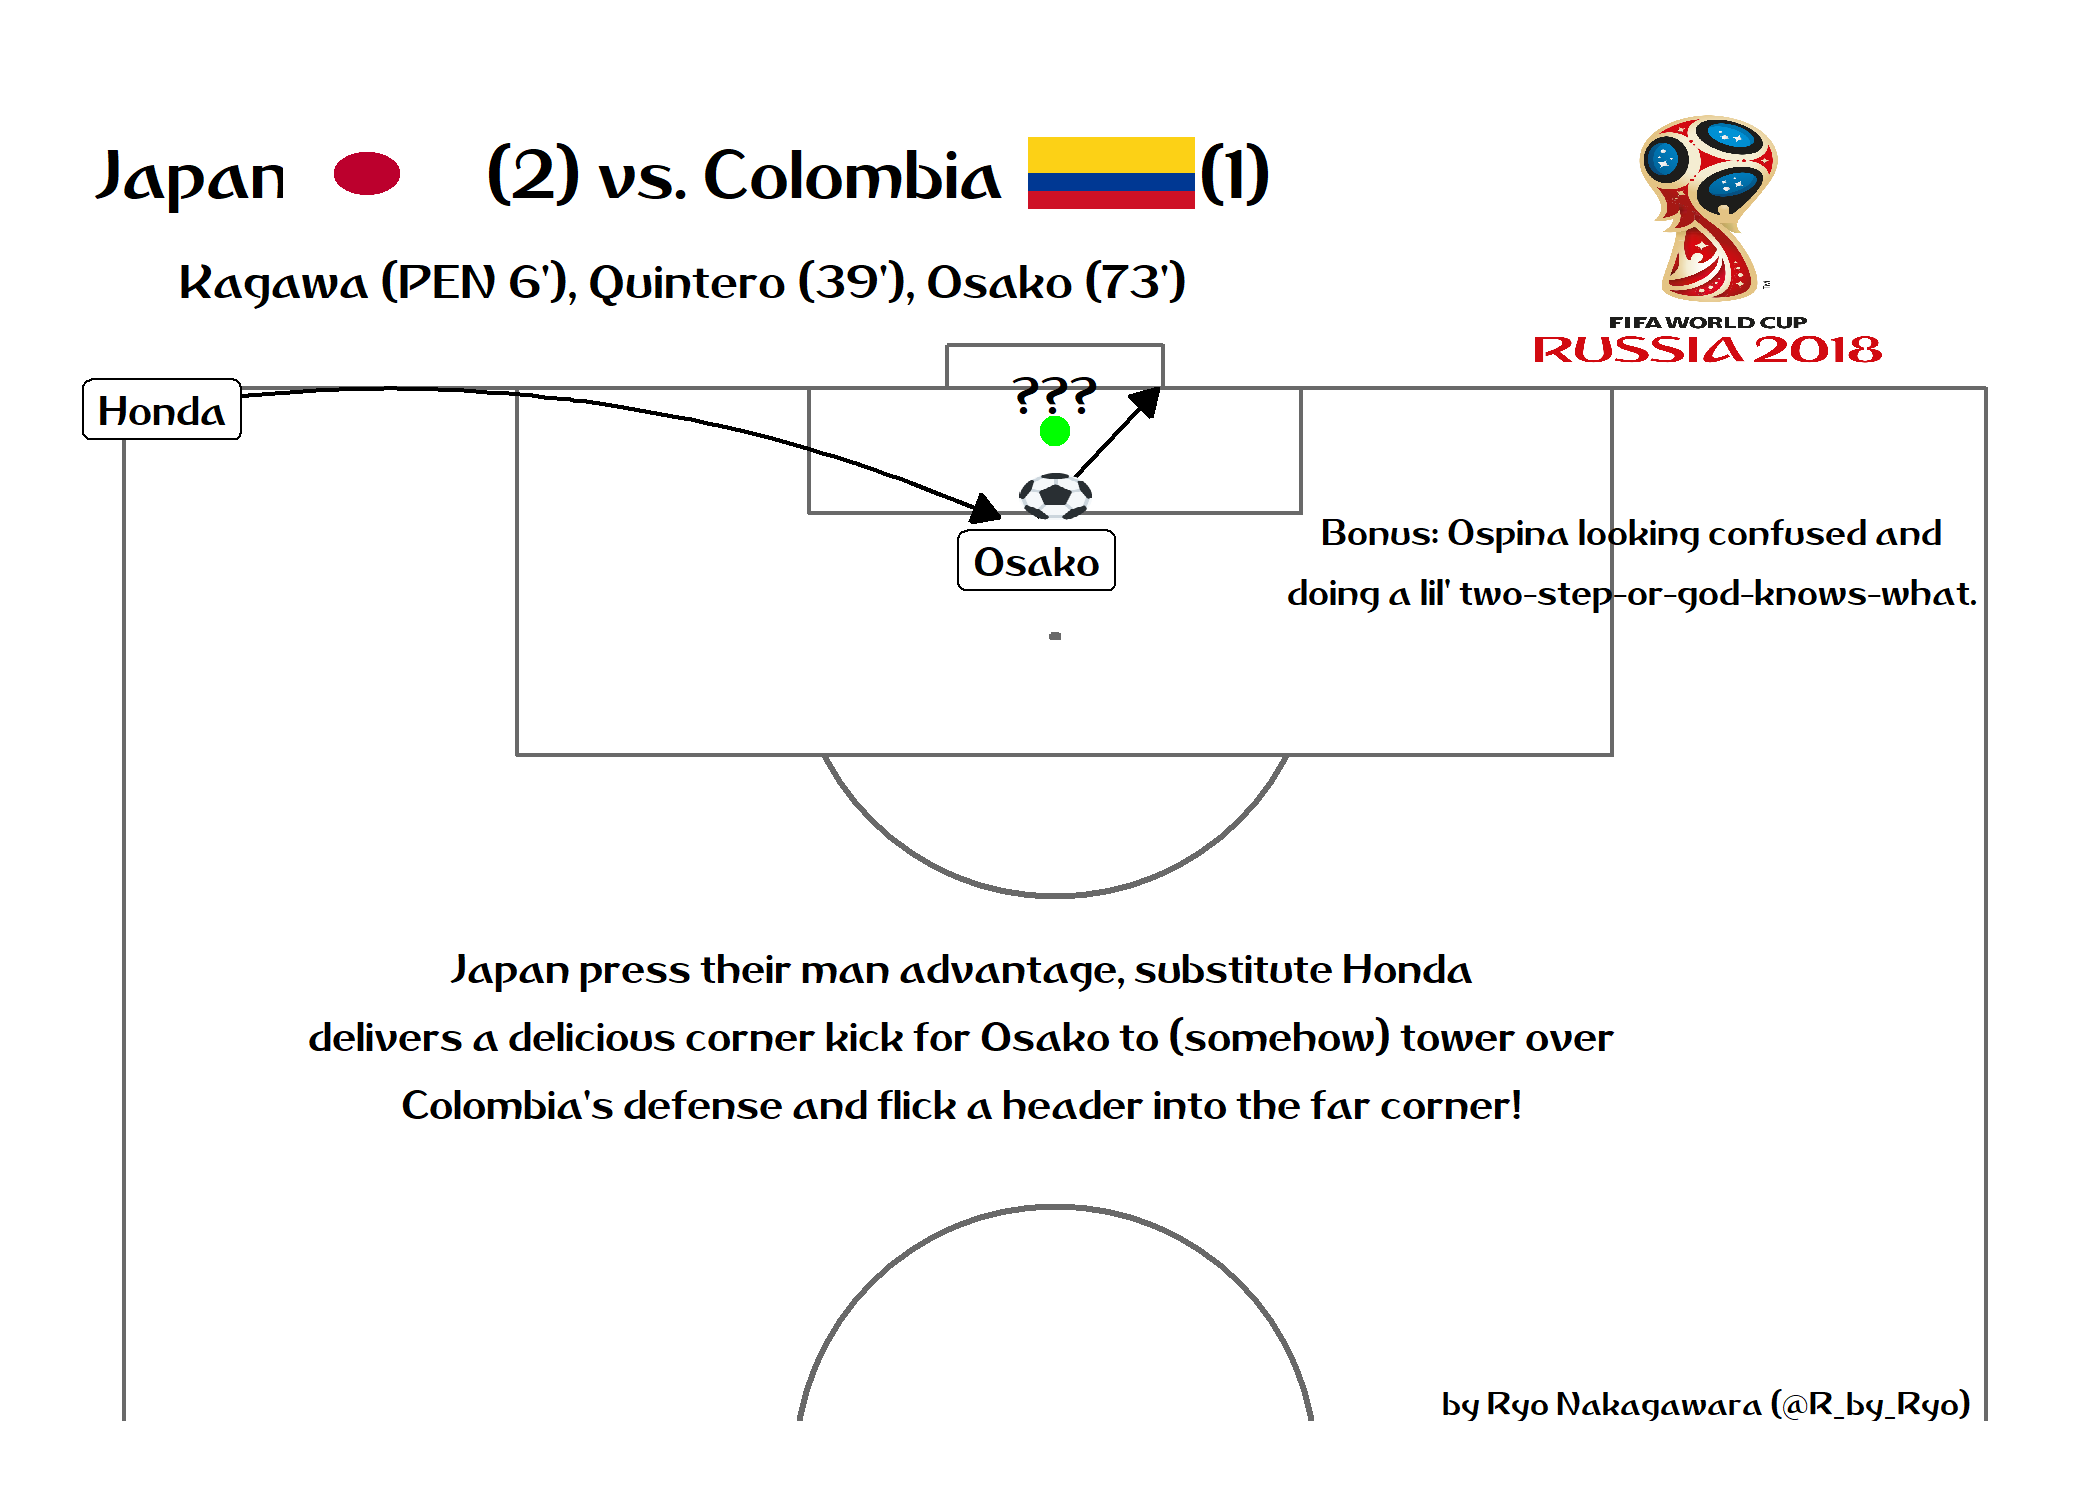 Japan (2) vs. Colombia (1)
Kagawa (PEN 6'), Quintero (39'), Osako (73')
TM
FIFA WORLD CUP
RUSSIA 2018
???
Honda
Osako
Bonus: Ospina looking confused and
doing a lil' two-step-or-god-knows-what.
Japan press their man advantage, substitute Honda
delivers a delicious corner kick for Osako to (somehow) tower over
Colombia's defense and flick a header into the far corner!
by Ryo Nakagawara (@R_by_Ryo)